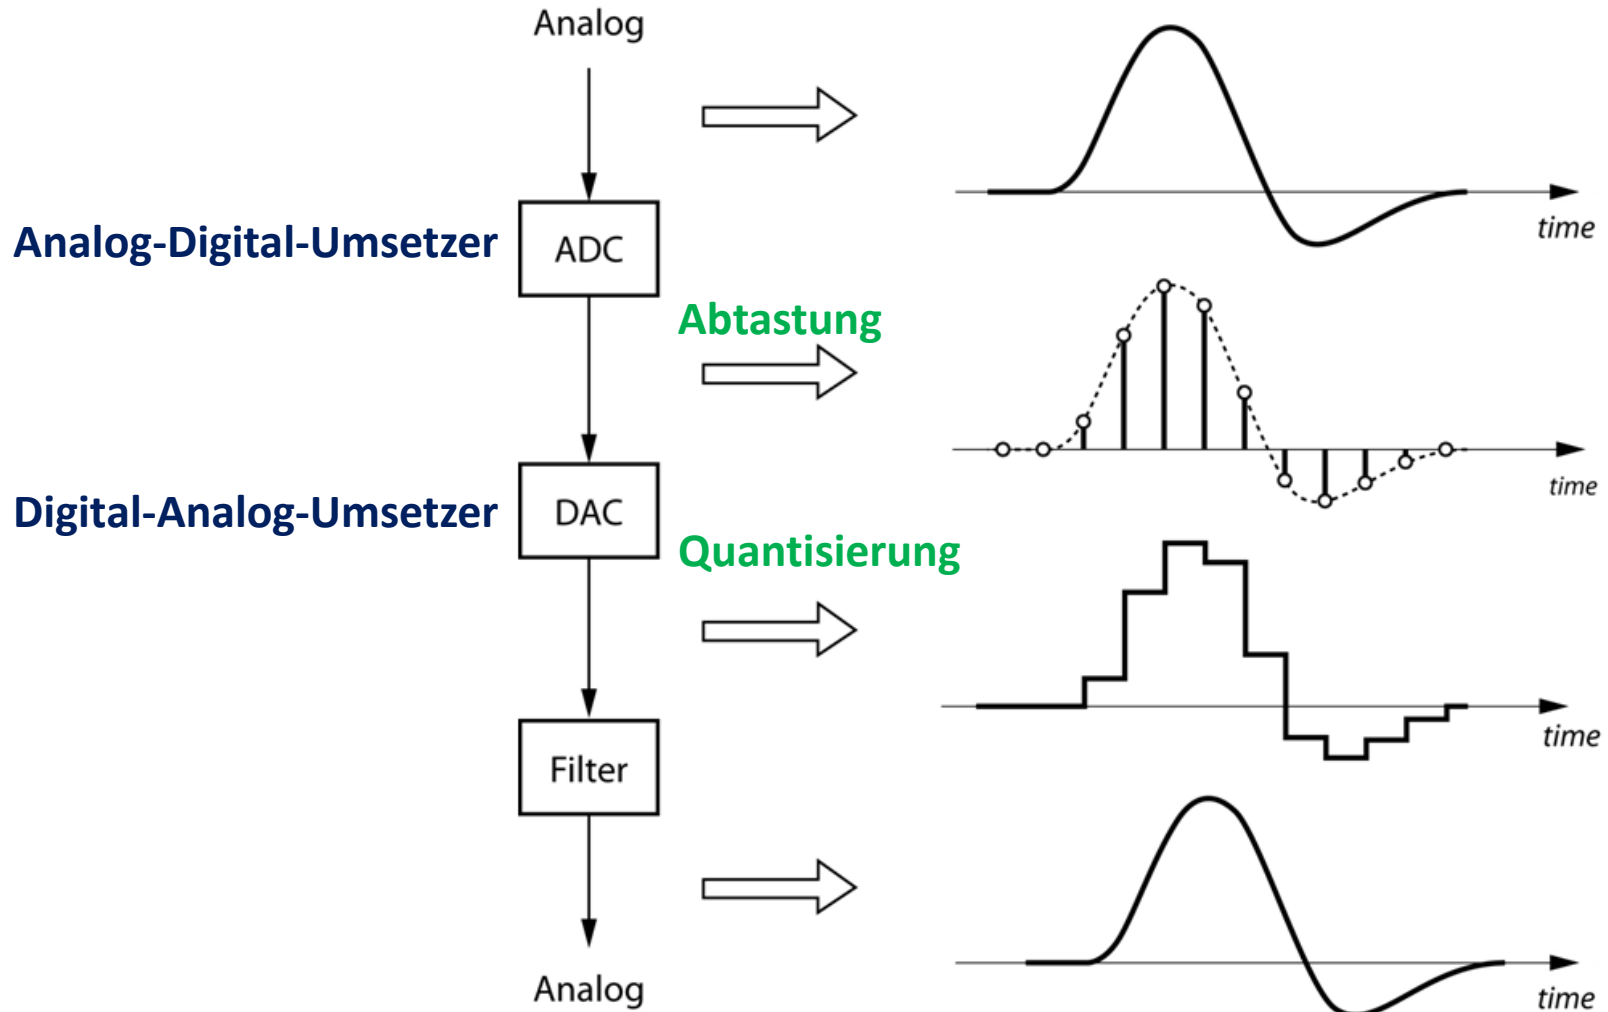 Analog
Analog-Digital-Umsetzer
ADC
time
Abtastung
time
Digital-Analog-Umsetzer
DAC
Quantisierung
time
Filter
Analog
time